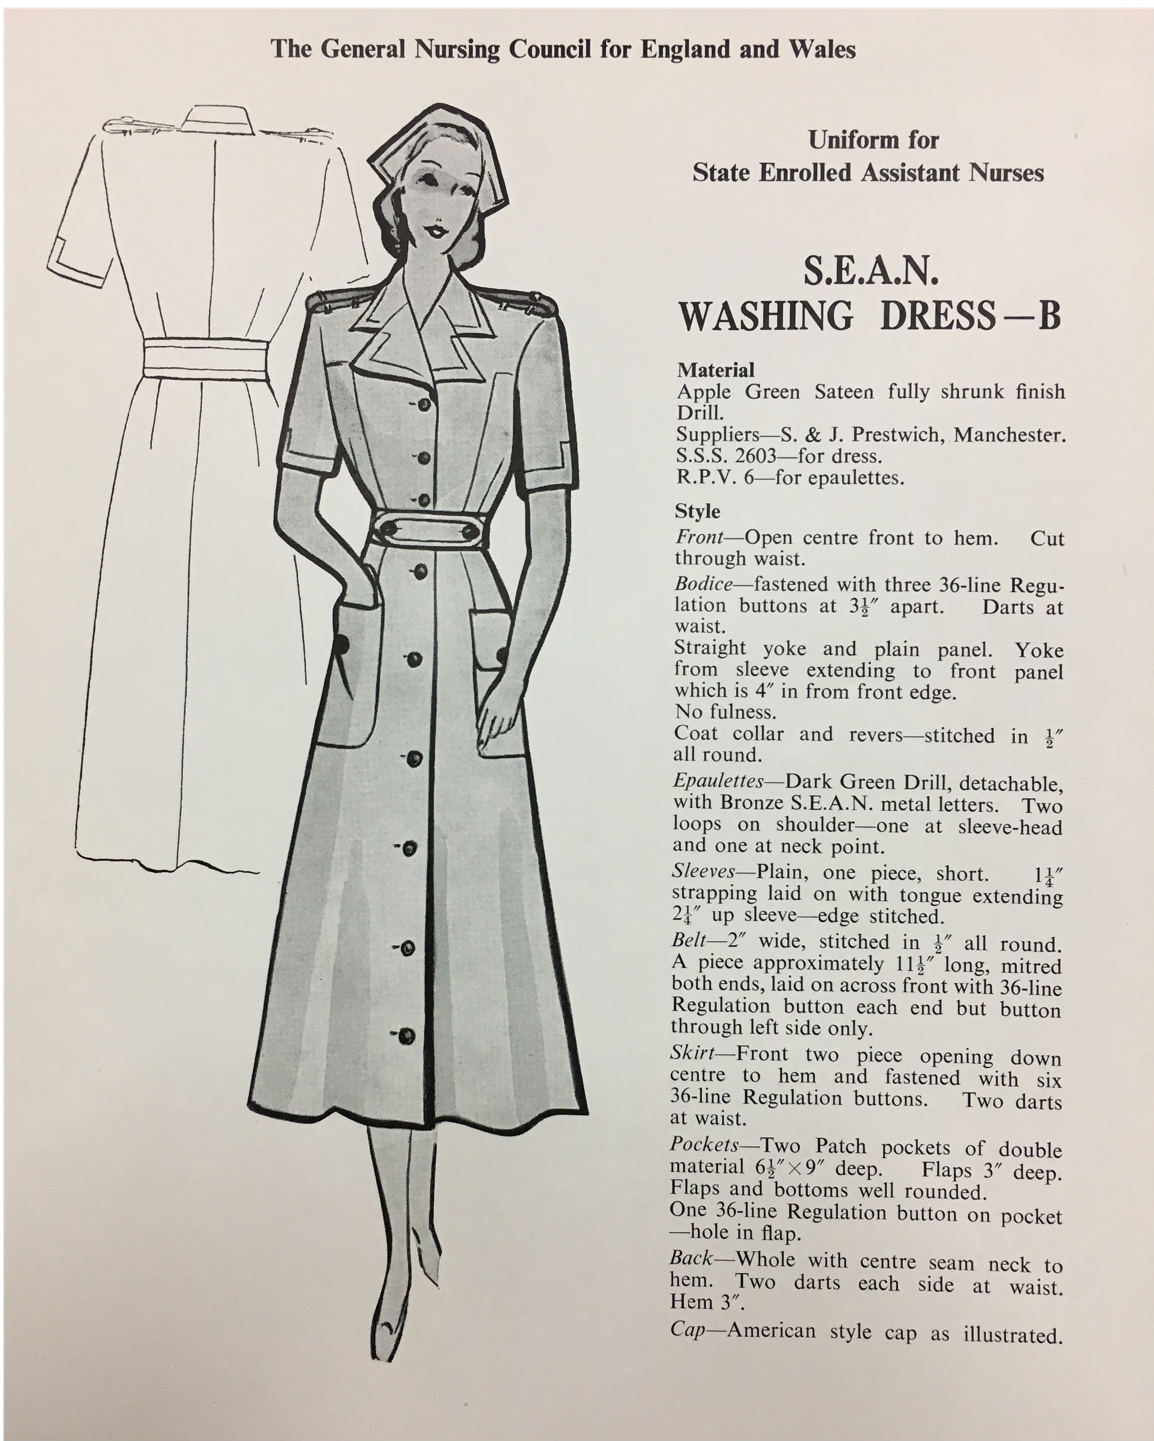 The General Nursing Council for England and Wales
Uniform for
State Enrolled Assistant Nurses
S.E.A.N.
WASHING DRESS—B
Material
Apple Green Sateen fully shrunk finish
Drill.
Suppliers—S. & J. Prestwich, Manchester.
S.S.S. 2603—for dress.
R.P.V. 6—for epaulettes.
Style
Front—Open centre front to hem. Cut
through waist.
Bodice—fastened with three 36-line Regu-
lation buttons at 3½″ apart. Darts at
waist.
Straight yoke and plain panel. Yoke
from sleeve extending to front panel
which is 4″ in from front edge.
No fulness.
Coat collar and revers—stitched in ½″
all round.
Epaulettes—Dark Green Drill, detachable,
with Bronze S.E.A.N. metal letters. Two
loops on shoulder—one at sleeve-head
and one at neck point.
Sleeves—Plain, one piece, short. 1¼″
strapping laid on with tongue extending
2¼″ up sleeve—edge stitched.
Belt—2″ wide, stitched in ½″ all round.
A piece approximately 11½″ long, mitred
both ends, laid on across front with 36-line
Regulation button each end but button
through left side only.
Skirt—Front two piece opening down
centre to hem and fastened with six
36-line Regulation buttons. Two darts
at waist.
Pockets—Two Patch pockets of double
material 6½″×9″ deep. Flaps 3″ deep.
Flaps and bottoms well rounded.
One 36-line Regulation button on pocket
—hole in flap.
Back—Whole with centre seam neck to
hem. Two darts each side at waist.
Hem 3″.
Cap—American style cap as illustrated.